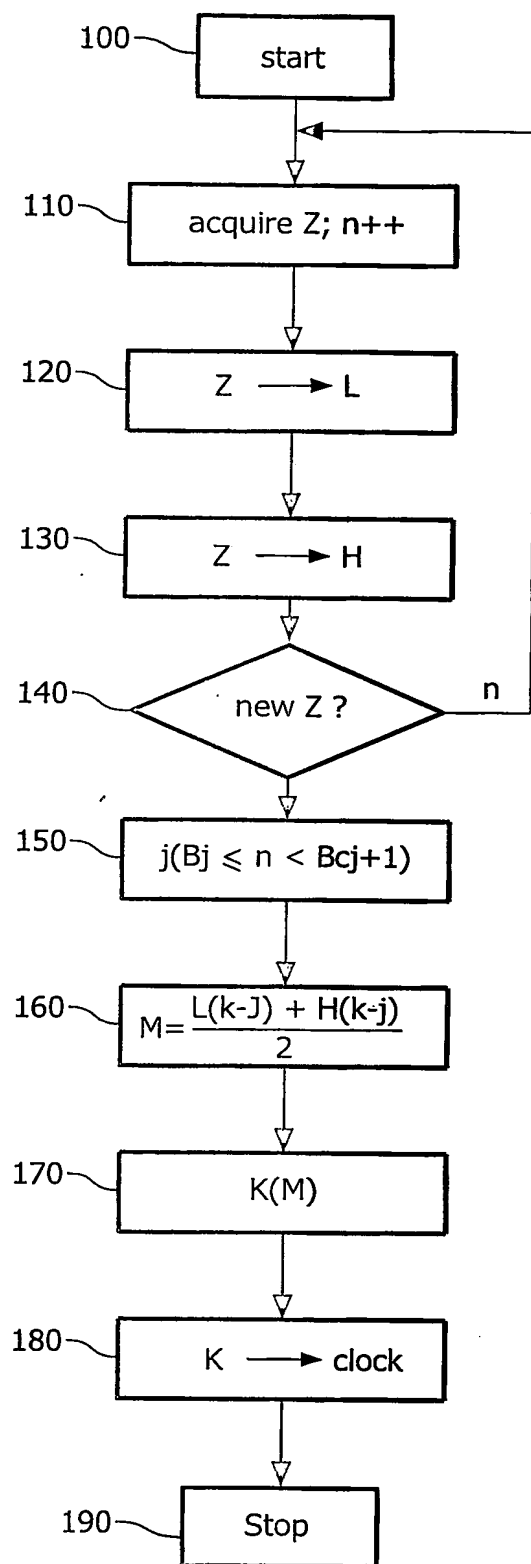 100
start
110
acquire Z; n++
120
Z → L
130
Z → H
140
new Z ?
n
150
j(Bj ≤ n < Bcj+1)
160
M= L(k-J) + H(k-j)
2
170
K(M)
180
K → clock
190
Stop